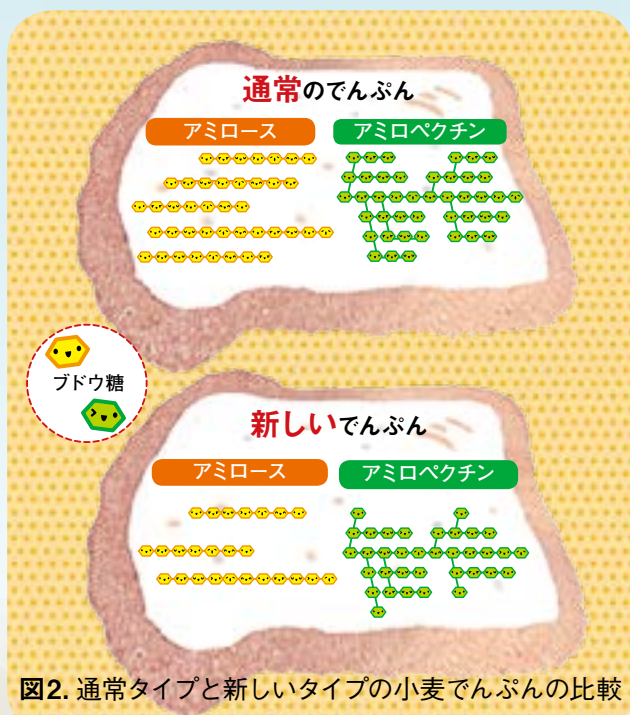 通常のでんぷん
アミロース
アミロペクチン
ブドウ糖
新しいでんぷん
アミロース
アミロペクチン
図2. 通常タイプと新しいタイプの小麦でんぷんの比較